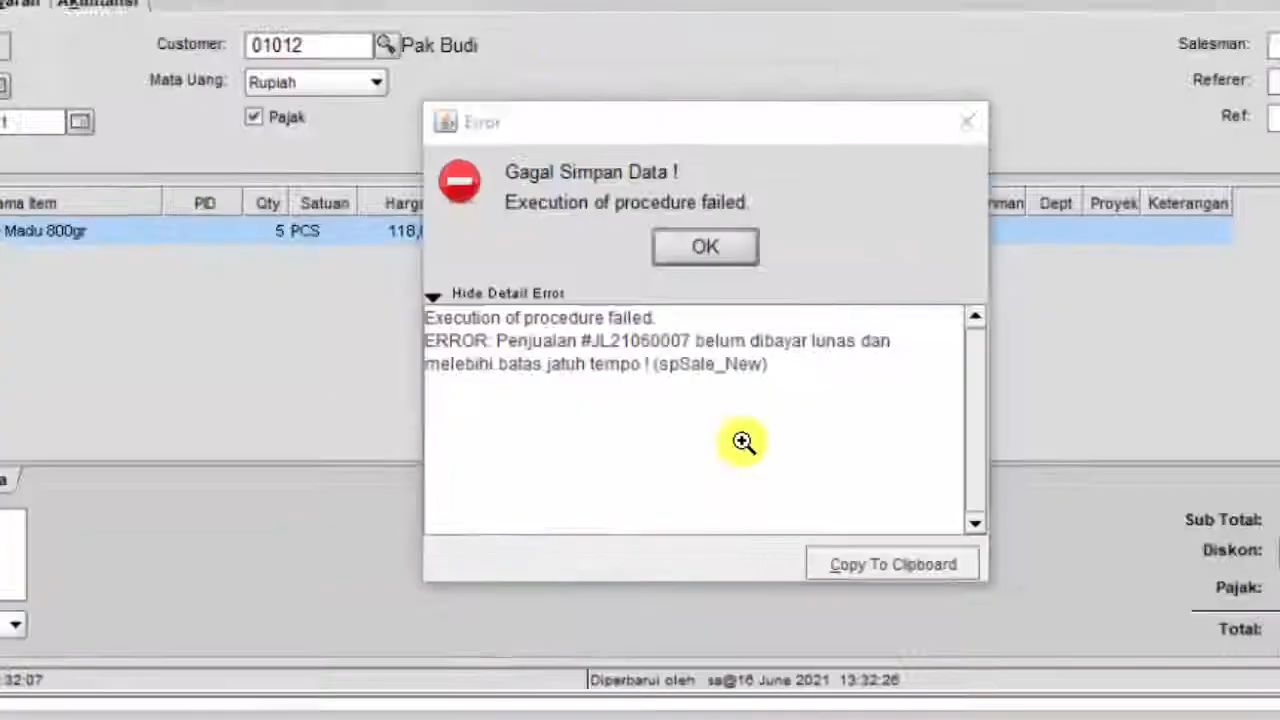 Akuntansi
Customer: 01012 Pak Budi
Salesman:
Mata Uang: Rupiah
Referer:
Pajak
Ref:
Error
Gagal Simpan Data !
Execution of procedure failed.
OK
ama Item PID Qty Satuan Harg
man Dept Proyek Keterangan
Madu 800gr 5 PCS 118,
Hide Detail Error
Execution of procedure failed.
ERROR: Penjualan #JL21060007 belum dibayar lunas dan
melebihi batas jatuh tempo ! (spSale_New)
Sub Total:
Diskon:
Copy To Clipboard
Pajak:
Total:
:32:07
Diperbarui oleh sa@16 June 2021 13:32:26